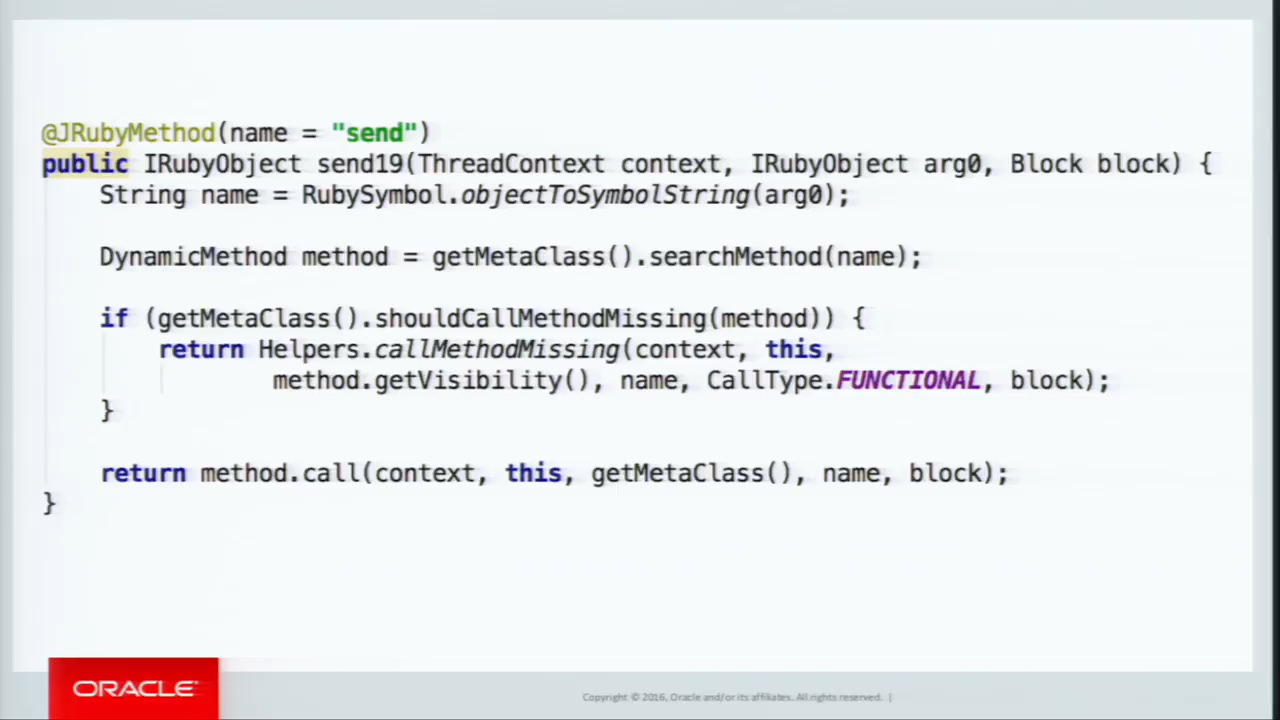 @JRubyMethod(name = "send")
public IRubyObject send19(ThreadContext context, IRubyObject arg0, Block block) {
String name = RubySymbol.objectToSymbolString(arg0);
DynamicMethod method = getMetaClass().searchMethod(name);
if (getMetaClass().shouldCallMethodMissing(method)) {
return Helpers.callMethodMissing(context, this,
method.getVisibility(), name, CallType.FUNCTIONAL, block);
}
return method.call(context, this, getMetaClass(), name, block);
}
ORACLE
Copyright © 2016, Oracle and/or its affiliates. All rights reserved. |